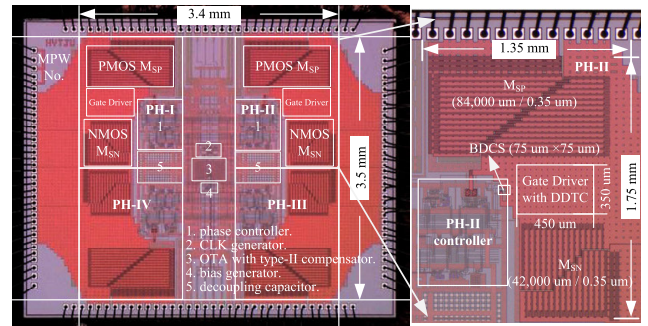 3.4 mm
HYTJU
MPW
No.
PMOS M_SP
PMOS M_SP
Gate Driver
Gate Driver
PH-I
1
PH-II
1
NMOS
M_SN
NMOS
M_SN
2
5
3
5
4
3.5 mm
PH-IV
PH-III
1. phase controller.
2. CLK generator.
3. OTA with type-II compensator.
4. bias generator.
5. decoupling capacitor.
1.35 mm
PH-II
M_SP
(84,000 um / 0.35 um)
BDCS (75 um ×75 um)
Gate Driver
with DDTC
350 um
450 um
1.75 mm
PH-II
controller
M_SN
(42,000 um / 0.35 um)